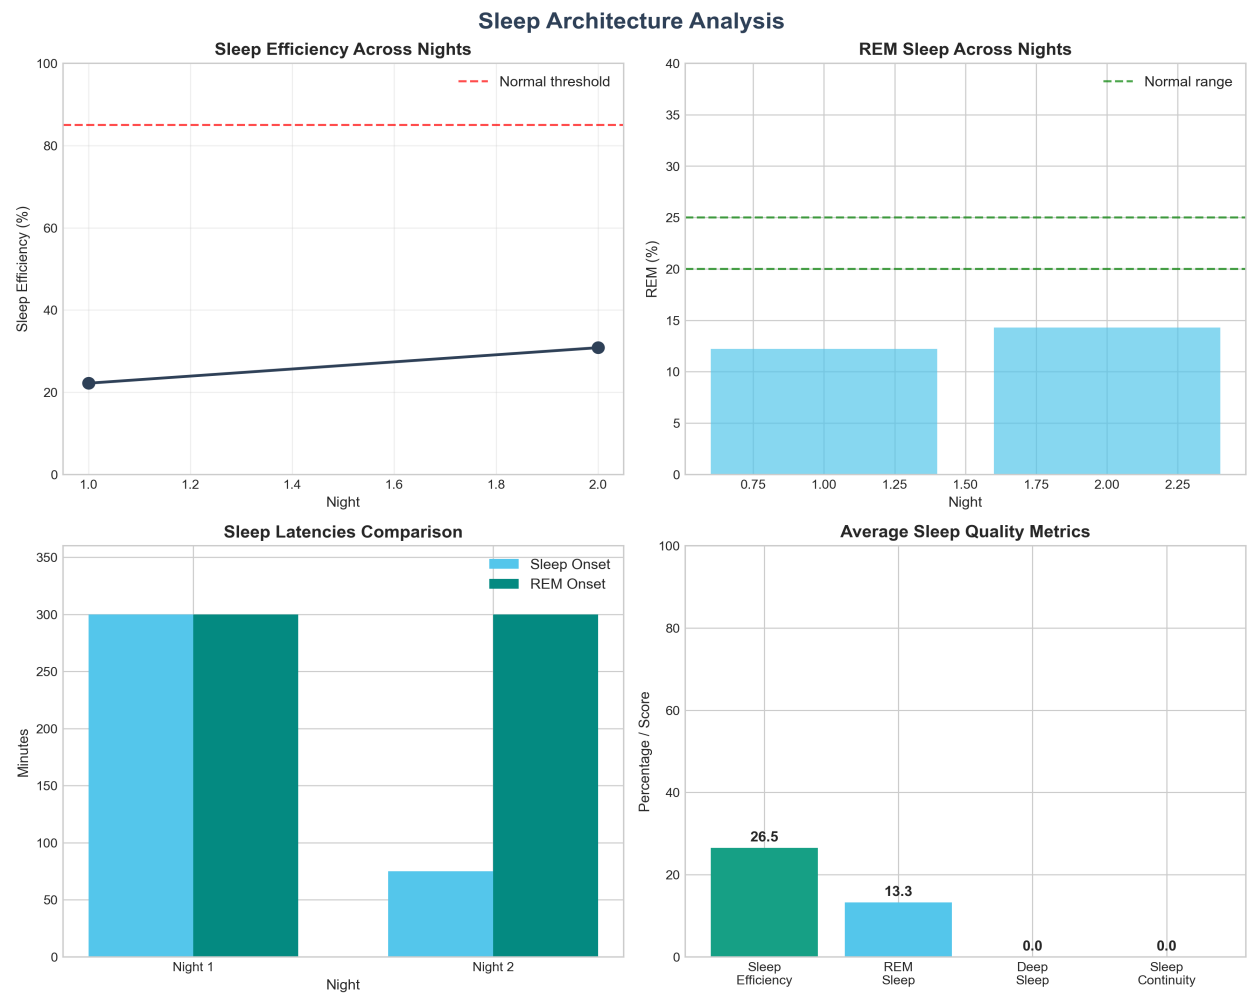 Sleep Architecture Analysis
Sleep Efficiency Across Nights
100
80
60
40
20
0
Sleep Efficiency (%)
Normal threshold
1.0 1.2 1.4 1.6 1.8 2.0
Night
REM Sleep Across Nights
40
35
30
25
20
15
10
5
0
REM (%)
Normal range
0.75 1.00 1.25 1.50 1.75 2.00 2.25
Night
Sleep Latencies Comparison
350
300
250
200
150
100
50
0
Minutes
Sleep Onset
REM Onset
Night 1 Night 2
Night
Average Sleep Quality Metrics
100
80
60
40
20
0
Percentage / Score
26.5
13.3
0.0
0.0
Sleep
Efficiency
REM
Sleep
Deep
Sleep
Sleep
Continuity